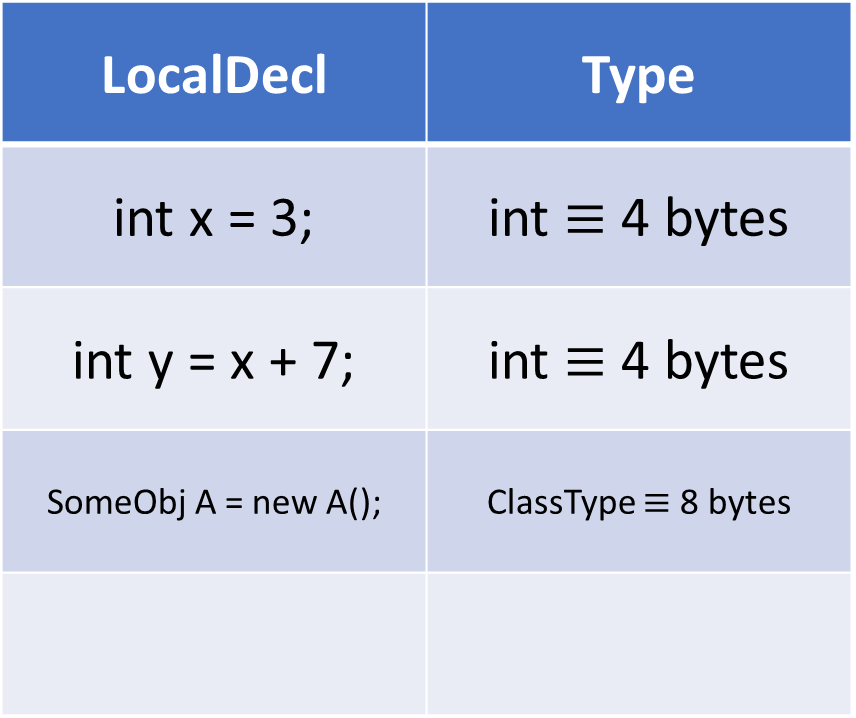 LocalDecl
Type
int x = 3;
int ≡ 4 bytes
int y = x + 7;
int ≡ 4 bytes
SomeObj A = new A();
ClassType ≡ 8 bytes